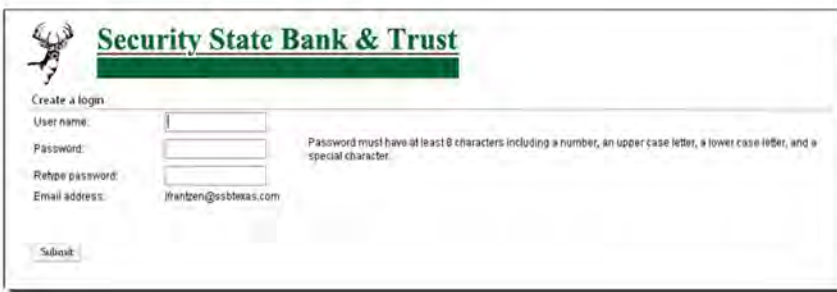 Security State Bank & Trust
Create a login
User name:
Password:
Password must have at least 8 characters including a number, an upper case letter, a lower case letter, and a
special character.
Retype password:
Email address:
jfrantzen@ssbtexas.com
Submit